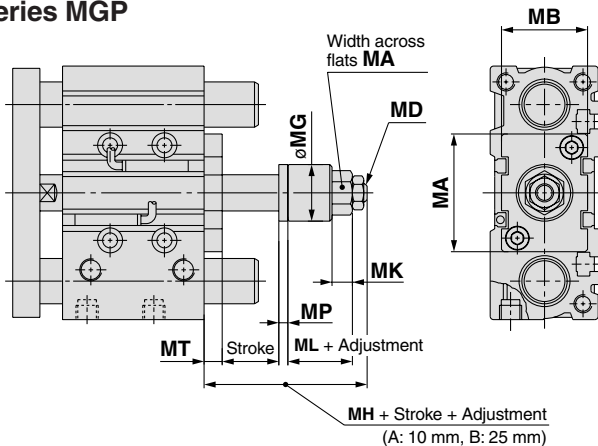 eries MGP
Width across
flats MA
MB
MD
øMG
MA
MK
MP
MT
Stroke
ML + Adjustment
MH + Stroke + Adjustment
(A: 10 mm, B: 25 mm)